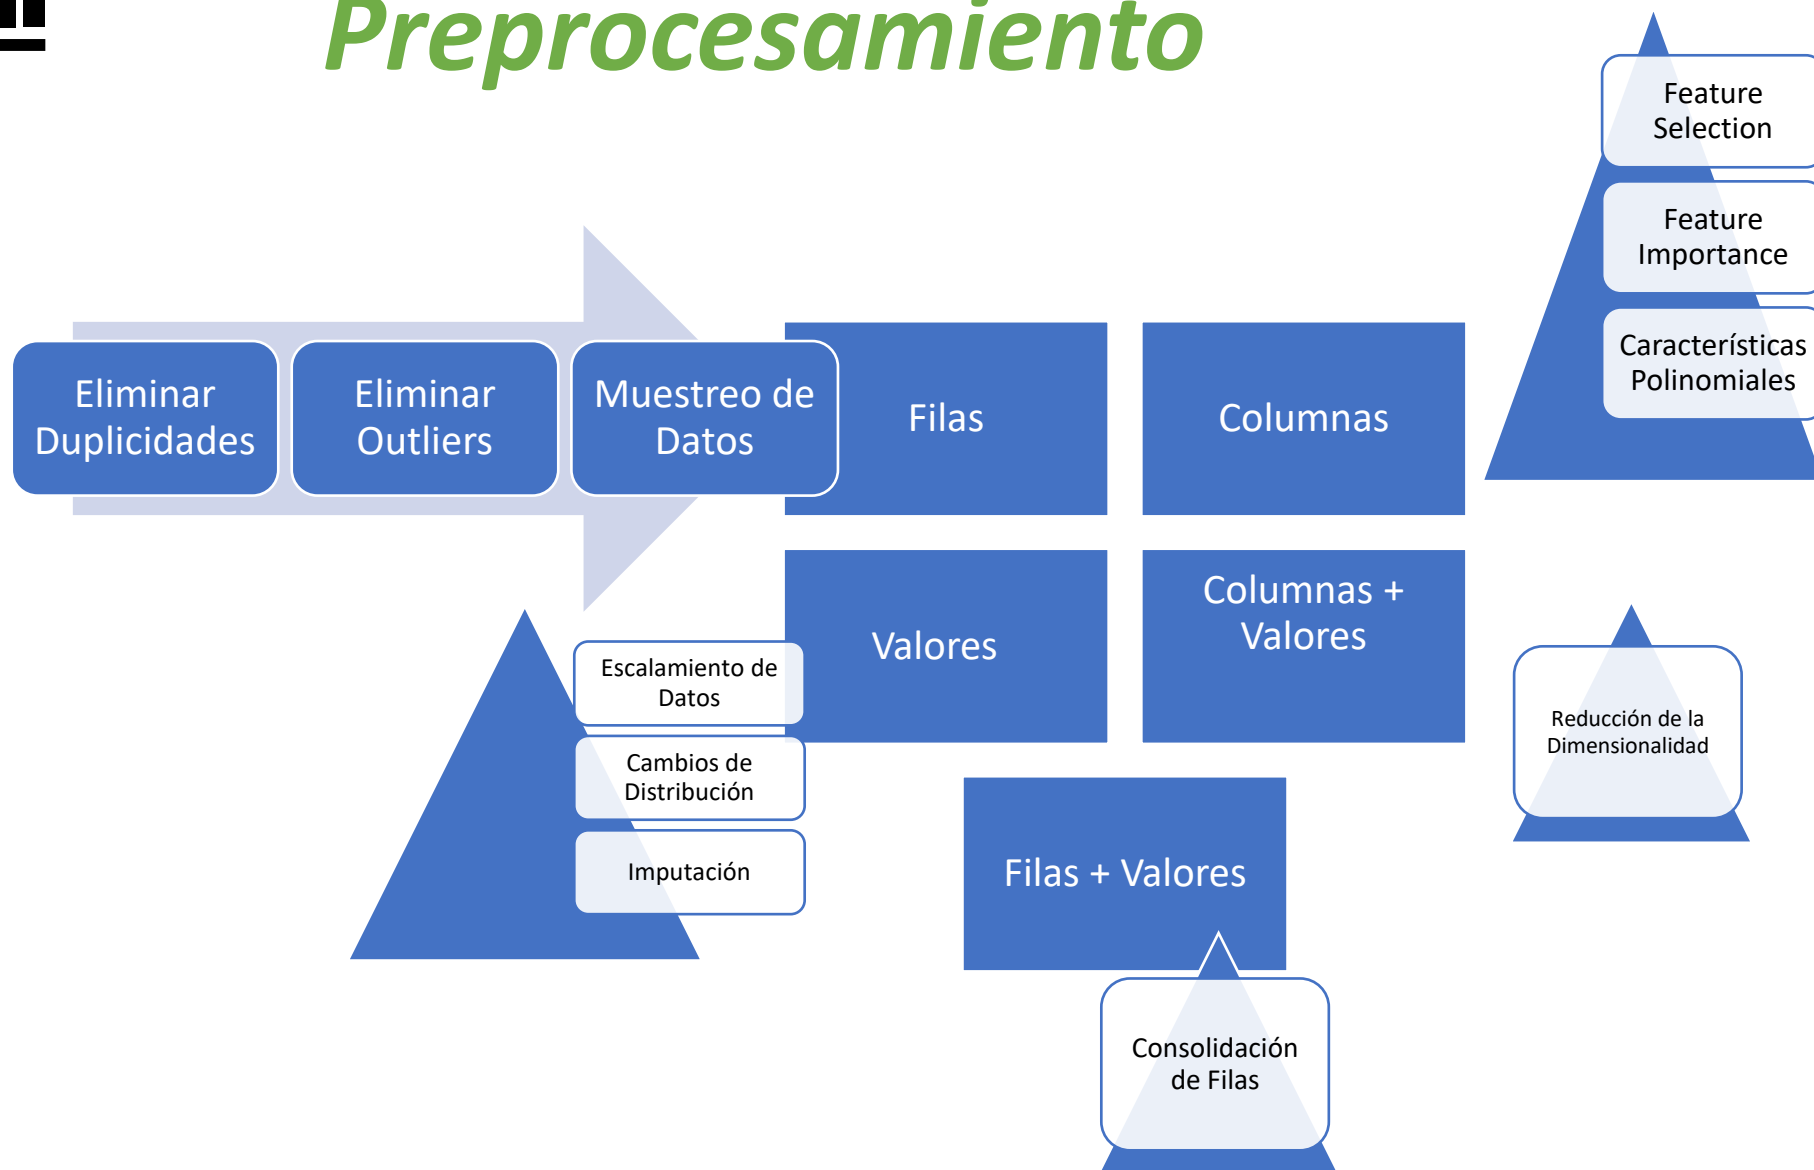 Preprocesamiento
Feature
Selection
Feature
Importance
Características
Polinomiales
Eliminar
Duplicidades
Eliminar
Outliers
Muestreo de
Datos
Filas
Columnas
Valores
Columnas +
Valores
Escalamiento de
Datos
Cambios de
Distribución
Imputación
Reducción de la
Dimensionalidad
Filas + Valores
Consolidación
de Filas